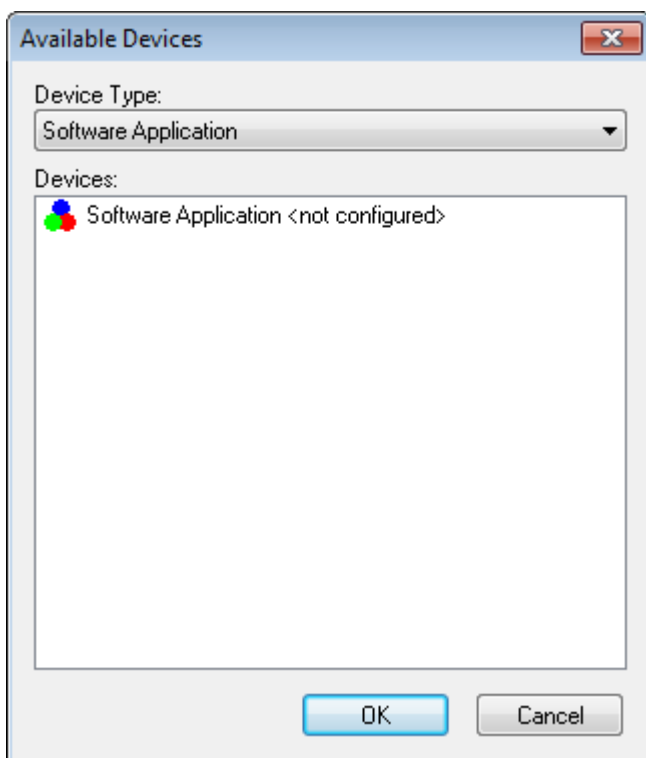 Available Devices
Device Type:
Software Application
Devices:
Software Application <not configured>
OK
Cancel